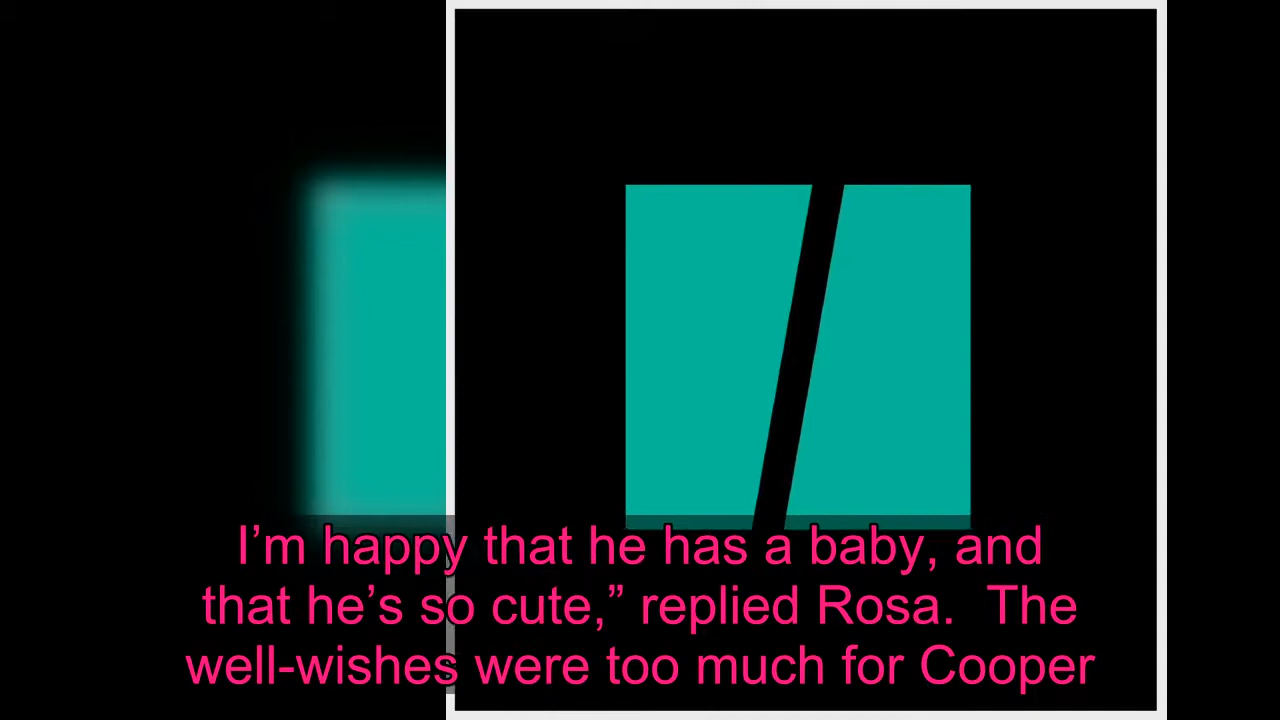 I’m happy that he has a baby, and
that he’s so cute,” replied Rosa.  The
well-wishes were too much for Cooper